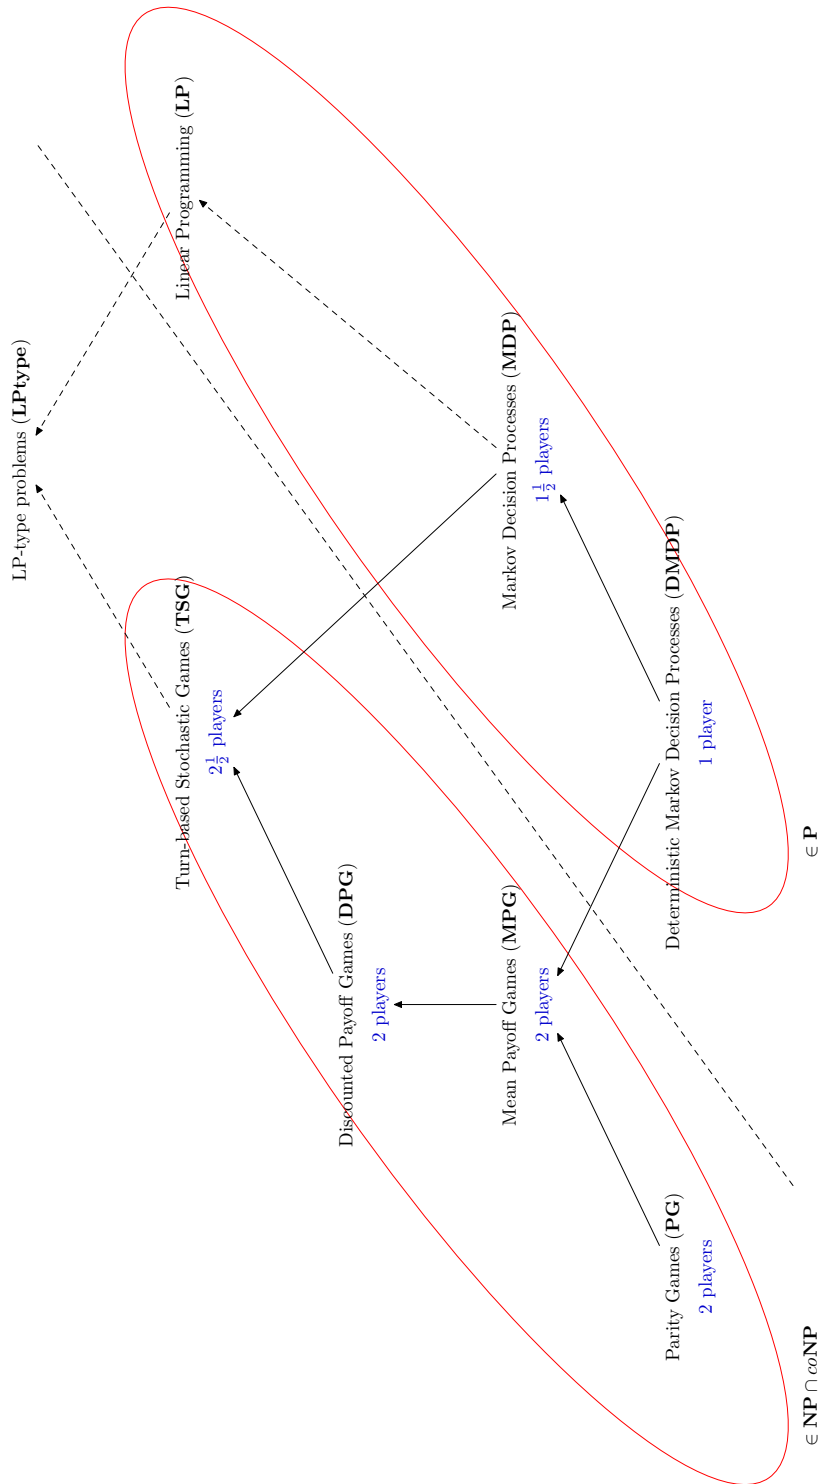 LP-type problems (LPtype)
Turn-based Stochastic Games (TSG)
2½ players
Linear Programming (LP)
Discounted Payoff Games (DPG)
2 players
Mean Payoff Games (MPG)
2 players
Markov Decision Processes (MDP)
1½ players
Parity Games (PG)
2 players
Deterministic Markov Decision Processes (DMDP)
1 player
∈ NP ∩ coNP
∈ P